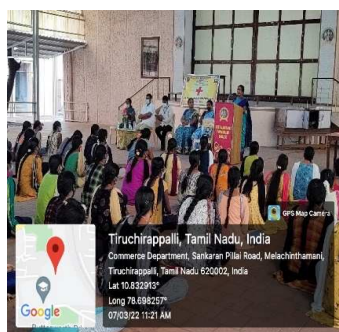 GPS Map Camera
Tiruchirappalli, Tamil Nadu, India
Commerce Department, Sankaran Pillai Road, Melachinthamani,
Tiruchirappalli, Tamil Nadu 620002, India
Lat 10.832913°
Long 78.698257°
07/03/22 11:21 AM
Google